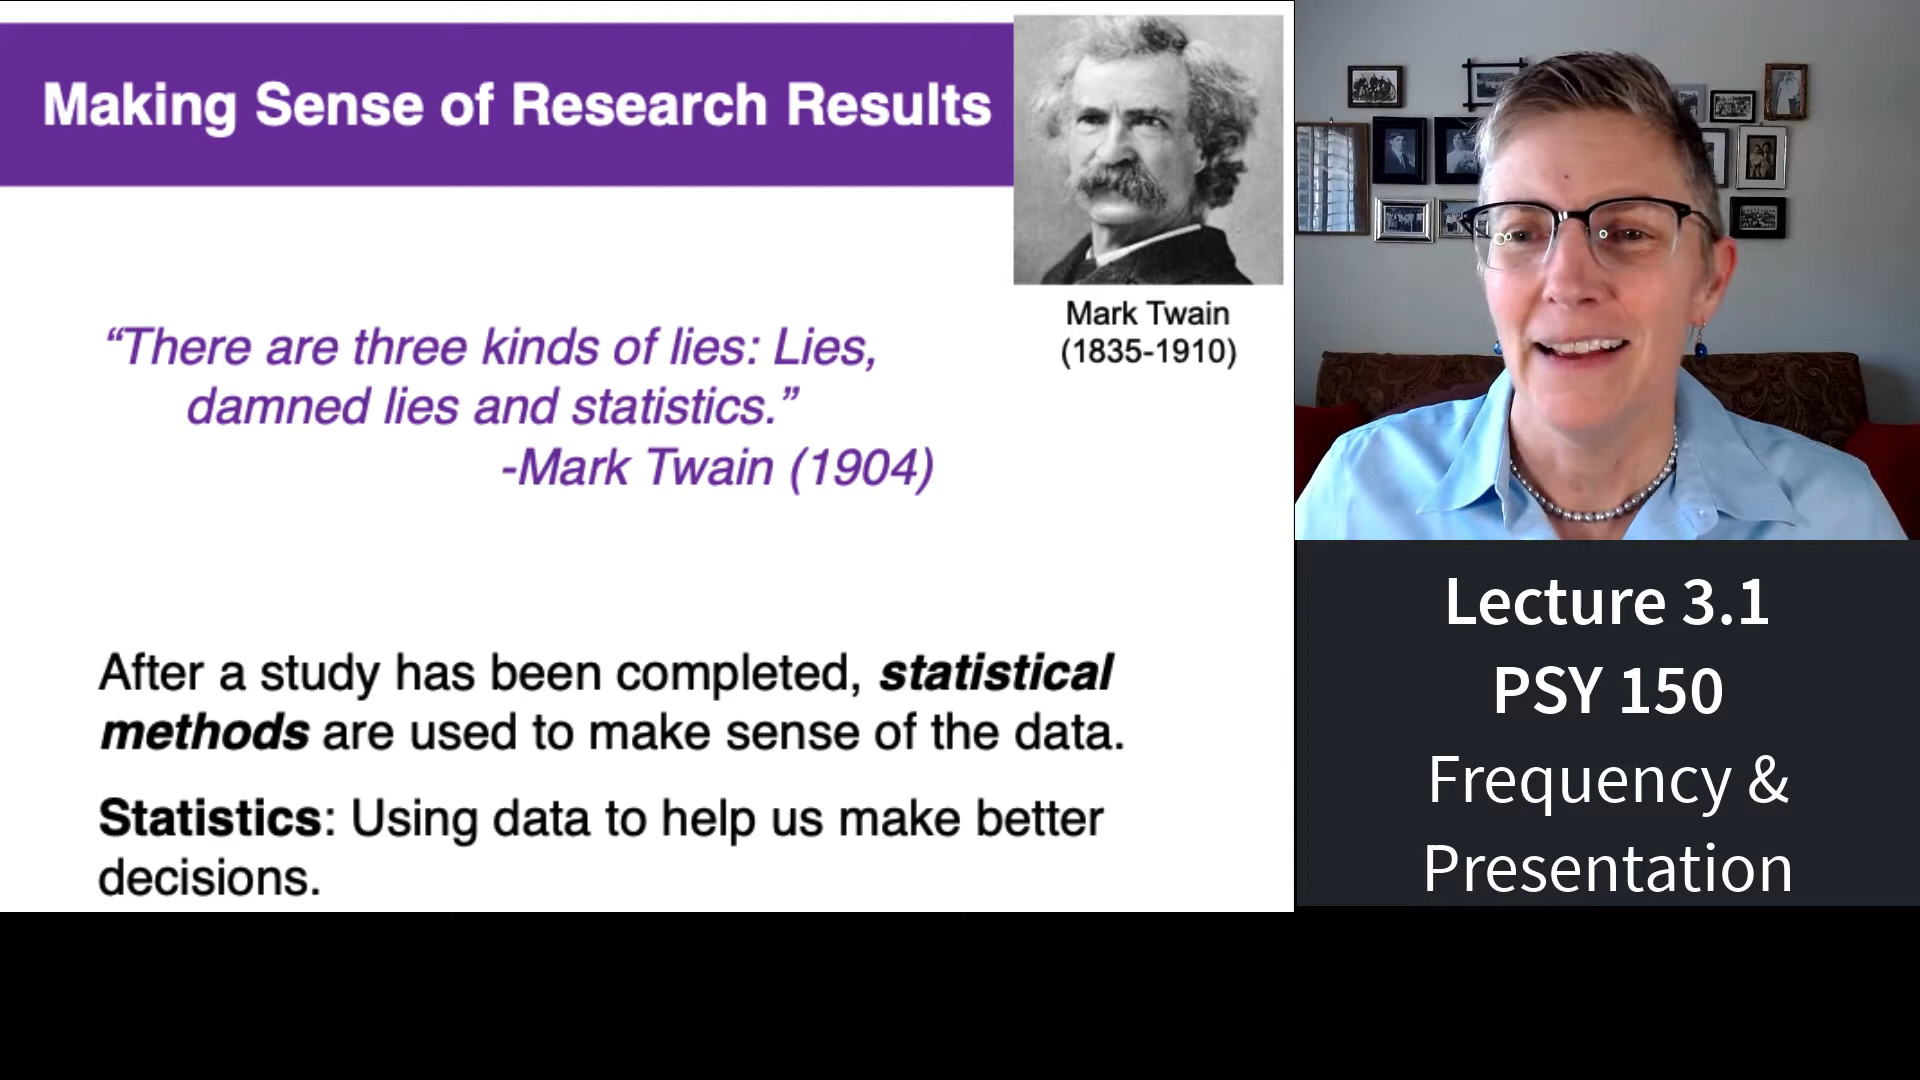 Making Sense of Research Results
Mark Twain
(1835-1910)
“There are three kinds of lies: Lies,
damned lies and statistics.”
-Mark Twain (1904)
After a study has been completed, statistical
methods are used to make sense of the data.
Statistics: Using data to help us make better
decisions.
Lecture 3.1
PSY 150
Frequency &
Presentation